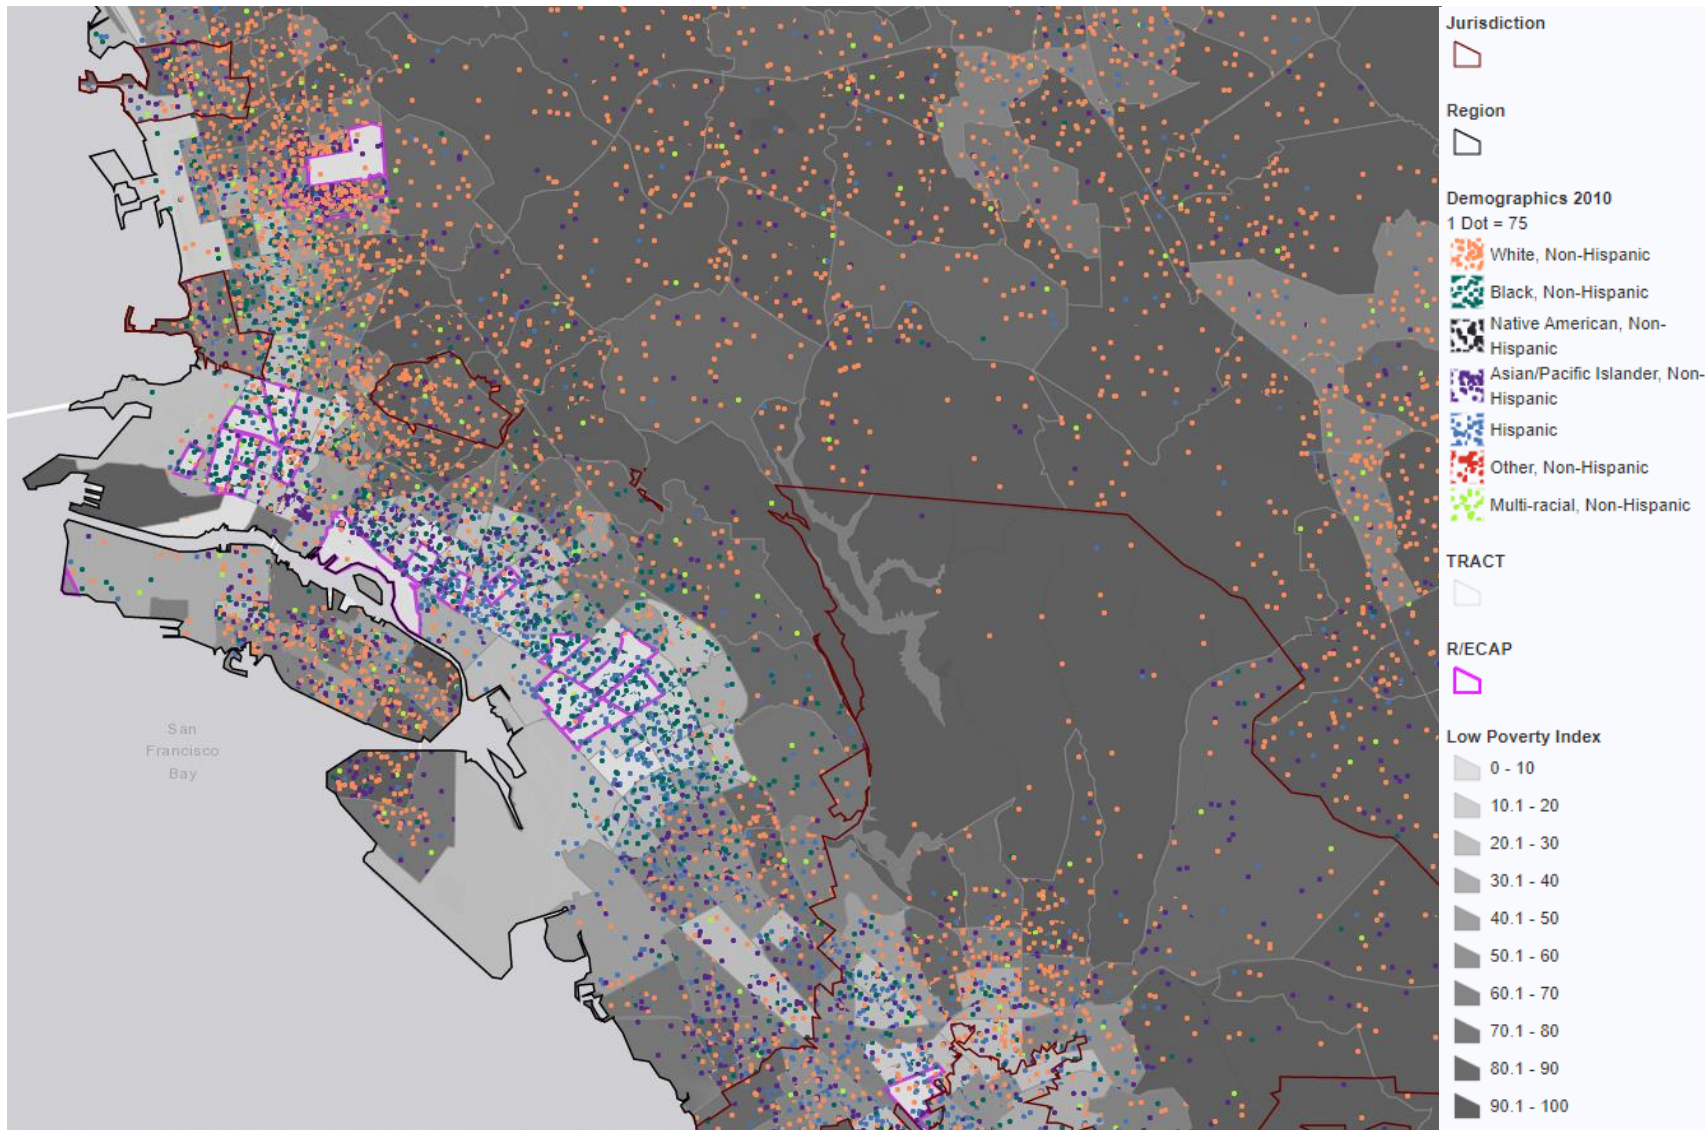 San
Francisco
Bay
Jurisdiction
Region
Demographics 2010
1 Dot = 75
White, Non-Hispanic
Black, Non-Hispanic
Native American, Non-
Hispanic
Asian/Pacific Islander, Non-
Hispanic
Hispanic
Other, Non-Hispanic
Multi-racial, Non-Hispanic
TRACT
R/ECAP
Low Poverty Index
0 - 10
10.1 - 20
20.1 - 30
30.1 - 40
40.1 - 50
50.1 - 60
60.1 - 70
70.1 - 80
80.1 - 90
90.1 - 100